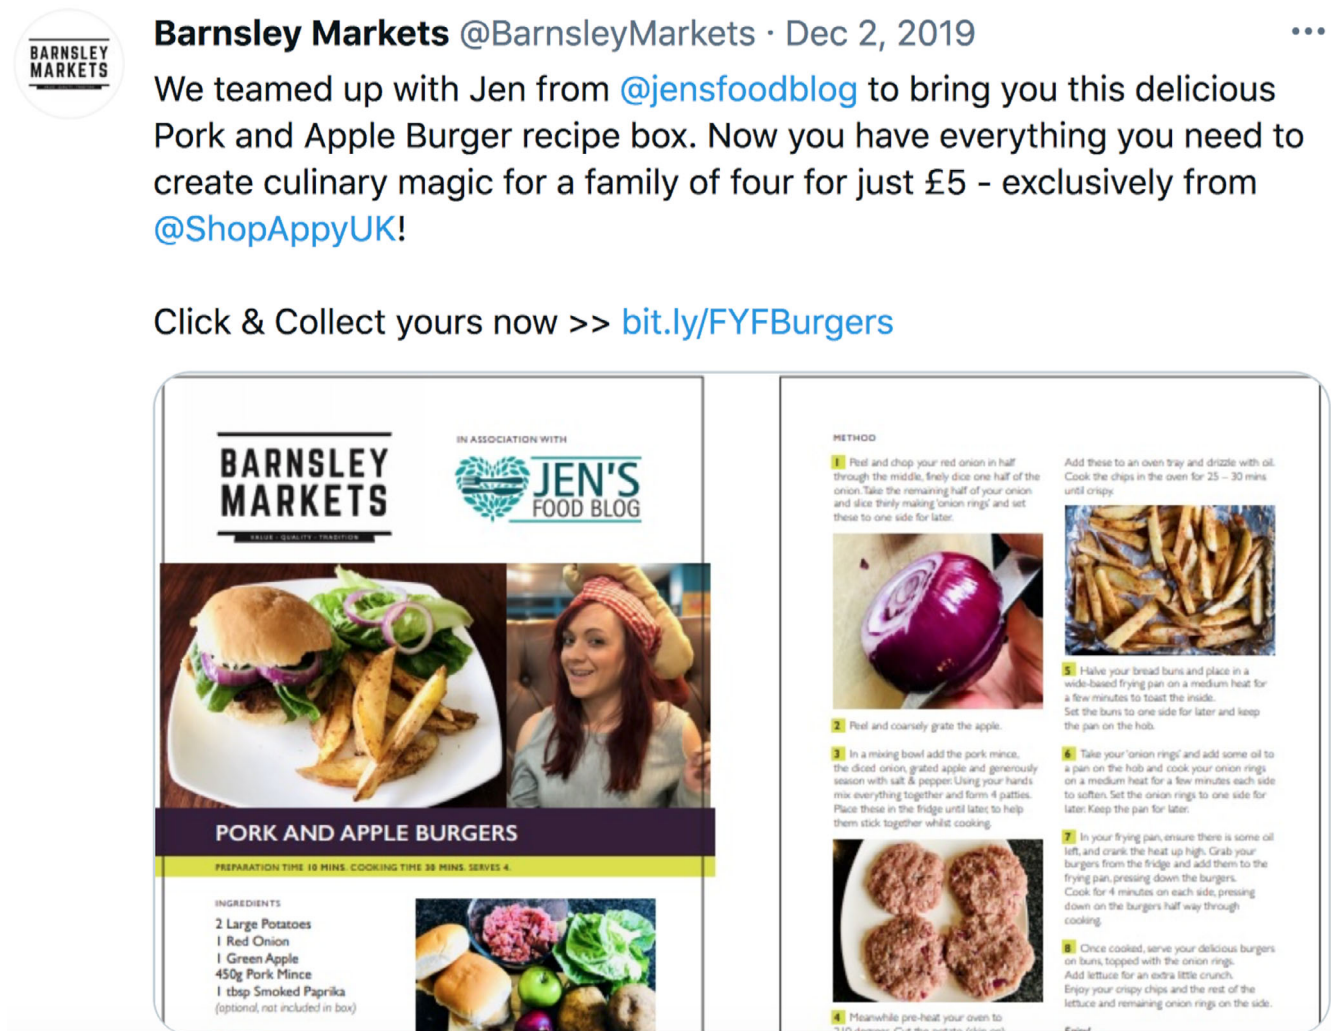 BARNSLEY
MARKETS
Barnsley Markets @BarnsleyMarkets · Dec 2, 2019
We teamed up with Jen from @jensfoodblog to bring you this delicious
Pork and Apple Burger recipe box. Now you have everything you need to
create culinary magic for a family of four for just £5 - exclusively from
@ShopAppyUK!
Click & Collect yours now >> bit.ly/FYFBurgers
BARNSLEY
MARKETS
VALUE · QUALITY · TRADITION
IN ASSOCIATION WITH
JEN'S
FOOD BLOG
PORK AND APPLE BURGERS
PREPARATION TIME 10 MINS. COOKING TIME 30 MINS. SERVES 4.
INGREDIENTS
2 Large Potatoes
1 Red Onion
1 Green Apple
450g Pork Mince
1 tbsp Smoked Paprika
(optional, not included in box)
METHOD
1 Peel and chop your red onion in half
through the middle, finely dice one half of the
onion. Take the remaining half of your onion
and slice thinly making 'onion rings' and set
these to one side for later.
2 Peel and coarsely grate the apple.
3 In a mixing bowl add the pork mince,
the diced onion, grated apple and generously
season with salt & pepper. Using your hands
mix everything together and form 4 patties.
Place these in the fridge until later, to help
them stick together whilst cooking.
4 Meanwhile pre-heat your oven to
Add these to an oven tray and drizzle with oil.
Cook the chips in the oven for 25 – 30 mins
until crispy.
5 Halve your bread buns and place in a
wide-based frying pan on a medium heat for
a few minutes to toast the inside.
Set the buns to one side for later and keep
the pan on the hob.
6 Take your 'onion rings' and add some oil to
a pan on the hob and cook your onion rings
on a medium heat for a few minutes each side
to soften. Set the onion rings to one side for
later. Keep the pan for later.
7 In your frying pan, ensure there is some oil
left, and crank the heat up high. Grab your
burgers from the fridge and add them to the
frying pan, pressing down the burgers.
Cook for 4 minutes on each side, pressing
down on the burgers half way through
cooking.
8 Once cooked, serve your delicious burgers
on buns, topped with the onion rings.
Add lettuce for an extra little crunch.
Enjoy your crispy chips and the rest of the
lettuce and remaining onion rings on the side.